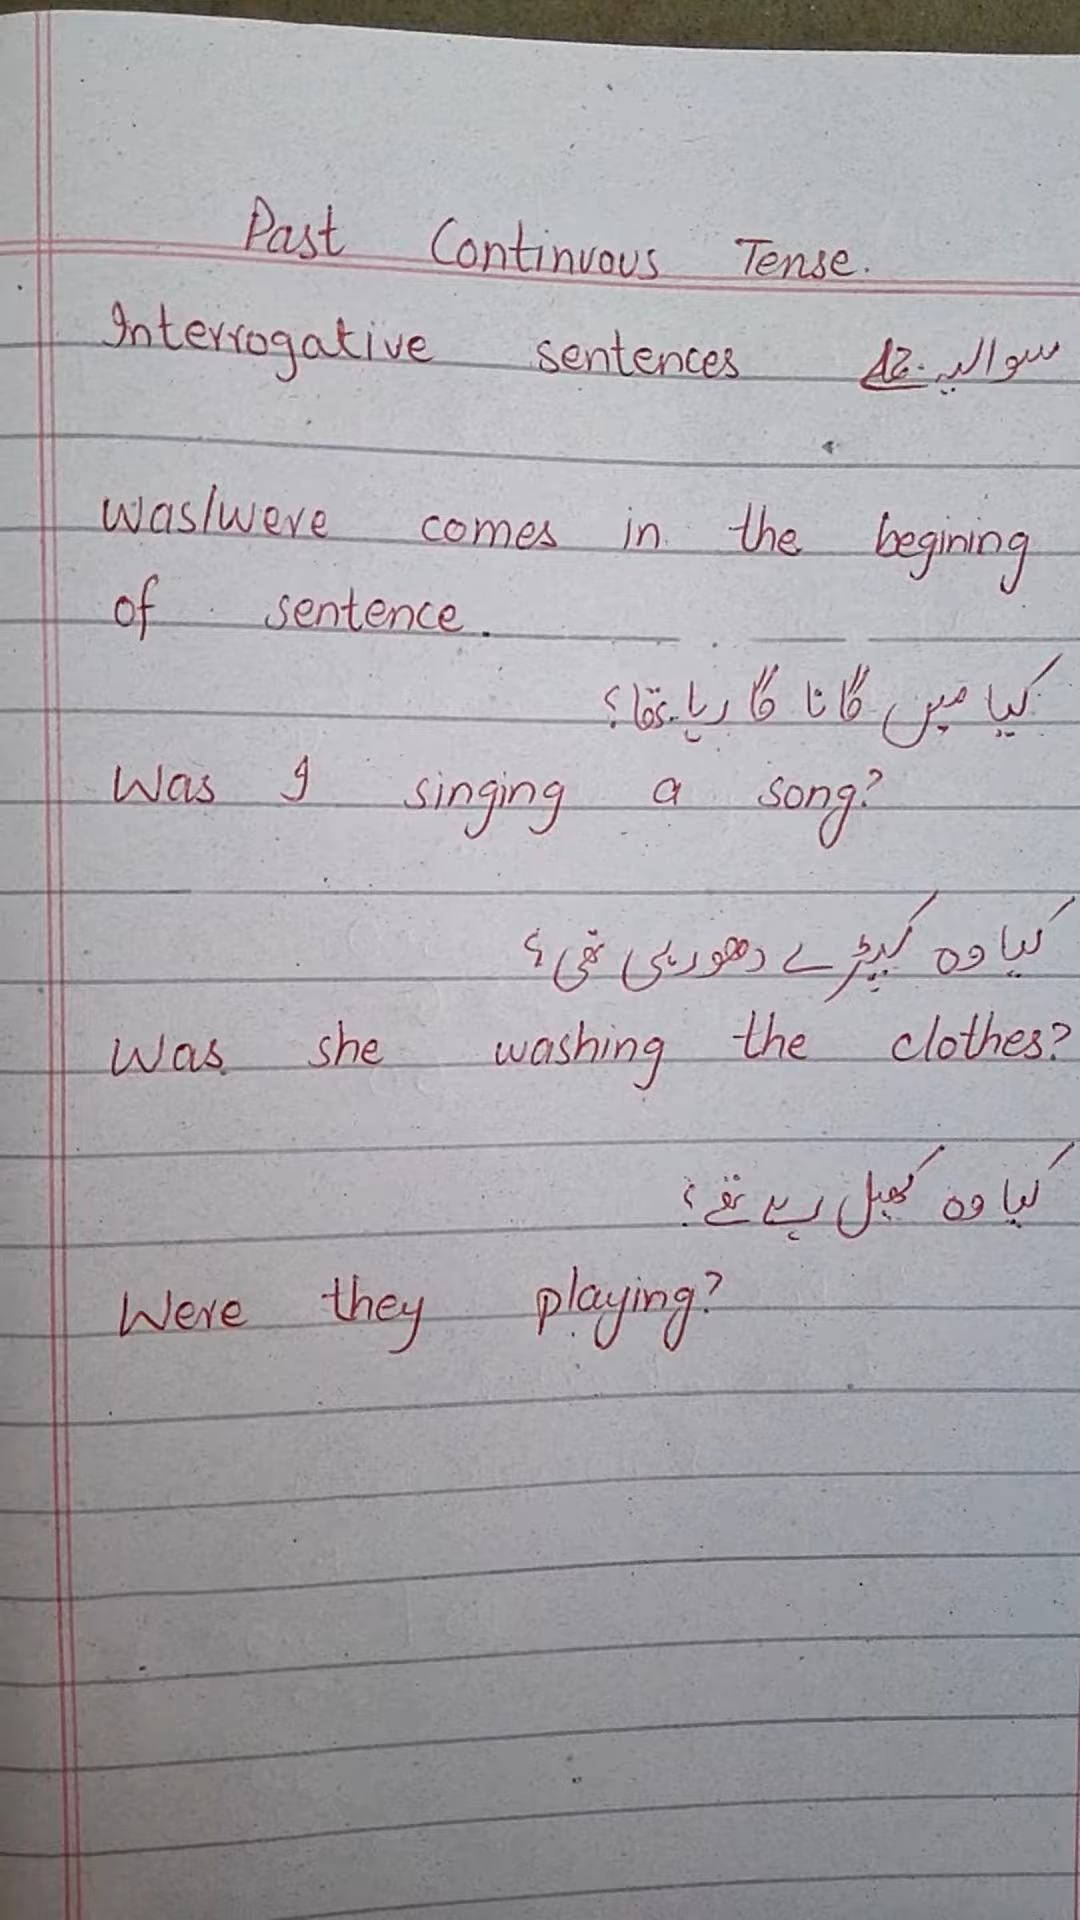 Past Continuous Tense.
Interrogative sentences سوالیہ جملے
Was/were comes in the begining
of sentence.
کیا میں گانا گا رہا تھا؟
Was I singing a song?
کیا وہ کپڑے دھو رہی تھی؟
Was she washing the clothes?
کیا وہ کھیل رہے تھے؟
Were they playing?